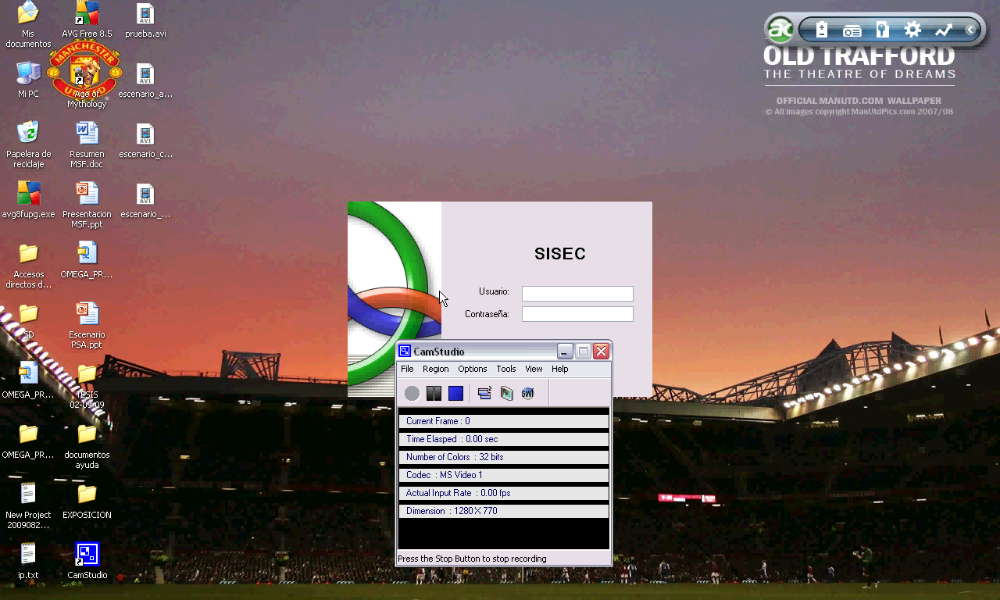 Mis
documentos
AVG Free 8.5
prueba.avi
MANCHESTER
UNITED
Mi PC
Age of
Mythology
escenario_a...
Papelera de
reciclaje
Resumen
MSF.doc
escenario_c...
avg8fupg.exe
Presentacion
MSF.ppt
escenario_...
Accesos
directos d...
OMEGA_PR...
SD
Escenario
PSA.ppt
OMEGA_PR...
TESIS
02-09-09
OMEGA_PR...
documentos
ayuda
New Project
2009082...
EXPOSICION
ip.txt
CamStudio
OLD TRAFFORD
THE THEATRE OF DREAMS
OFFICIAL MANUTD.COM WALLPAPER
© All images copyright ManUtdPics.com 2007/08
SISEC
Usuario:
Contraseña:
CamStudio
File Region Options Tools View Help
SWF
Current Frame : 0
Time Elasped : 0.00 sec
Number of Colors : 32 bits
Codec : MS Video 1
Actual Input Rate : 0.00 fps
Dimension : 1280 X 770
Press the Stop Button to stop recording